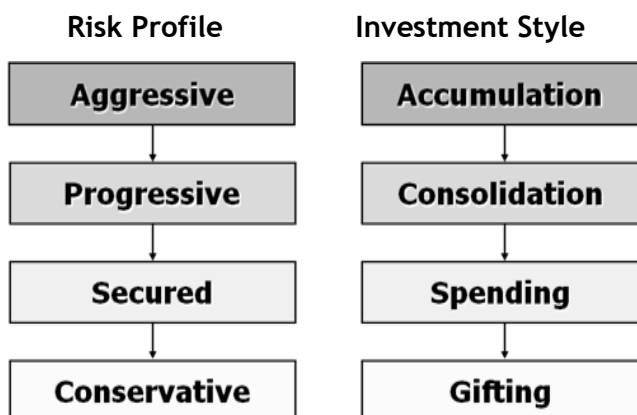 Risk Profile
Investment Style
Aggressive
Accumulation
Progressive
Consolidation
Secured
Spending
Conservative
Gifting